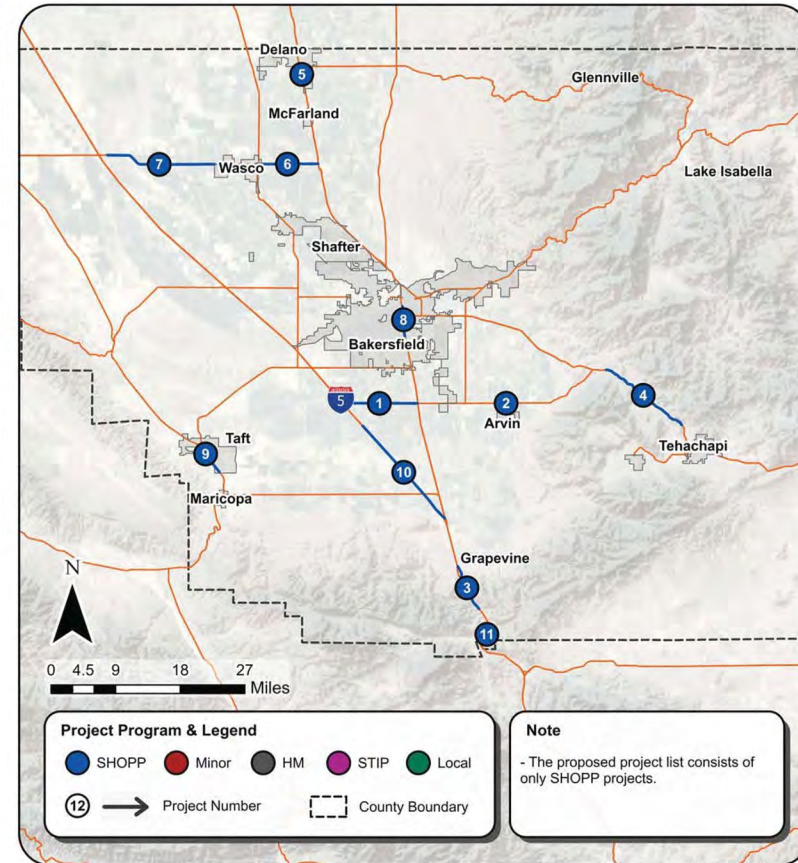 Delano
5
Glennville
McFarland
7
Wasco
6
Lake Isabella
Shafter
8
Bakersfield
INTERSTATE
5
1
2
4
Arvin
Taft
9
Tehachapi
10
Maricopa
Grapevine
N
3
11
0 4.5 9 18 27
Miles
Project Program & Legend
SHOPP
Minor
HM
STIP
Local
12
Project Number
County Boundary
Note
- The proposed project list consists of
only SHOPP projects.